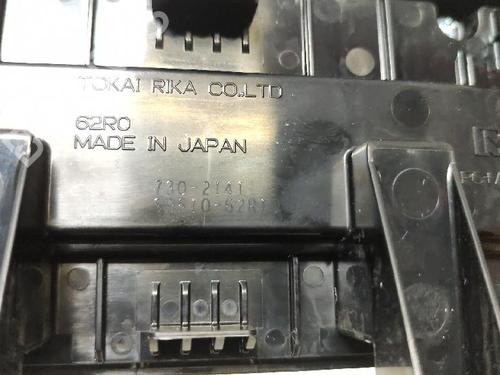 TOKAI RIKA CO.,LTD
62R0
MADE IN JAPAN
730-2141